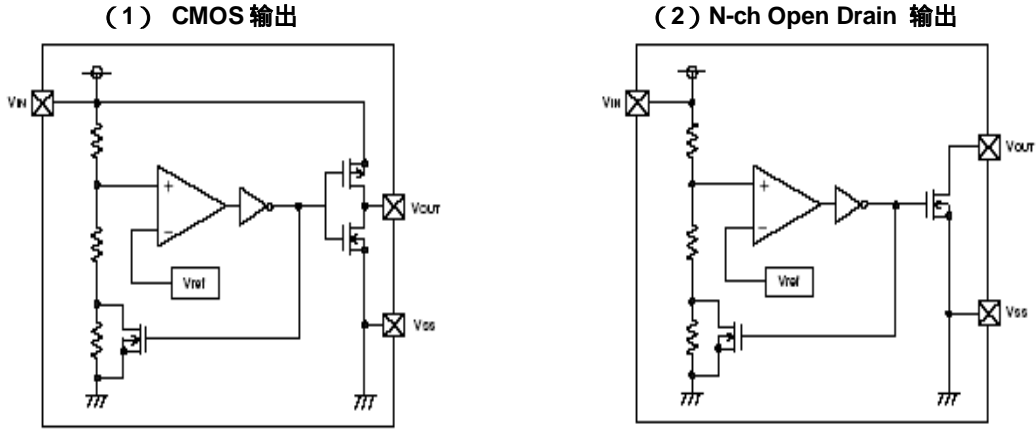 （1） CMOS 输出
（2）N-ch Open Drain 输出
VIN
VOUT
Vref
VSS
+
−
VIN
VOUT
Vref
VSS
+
−